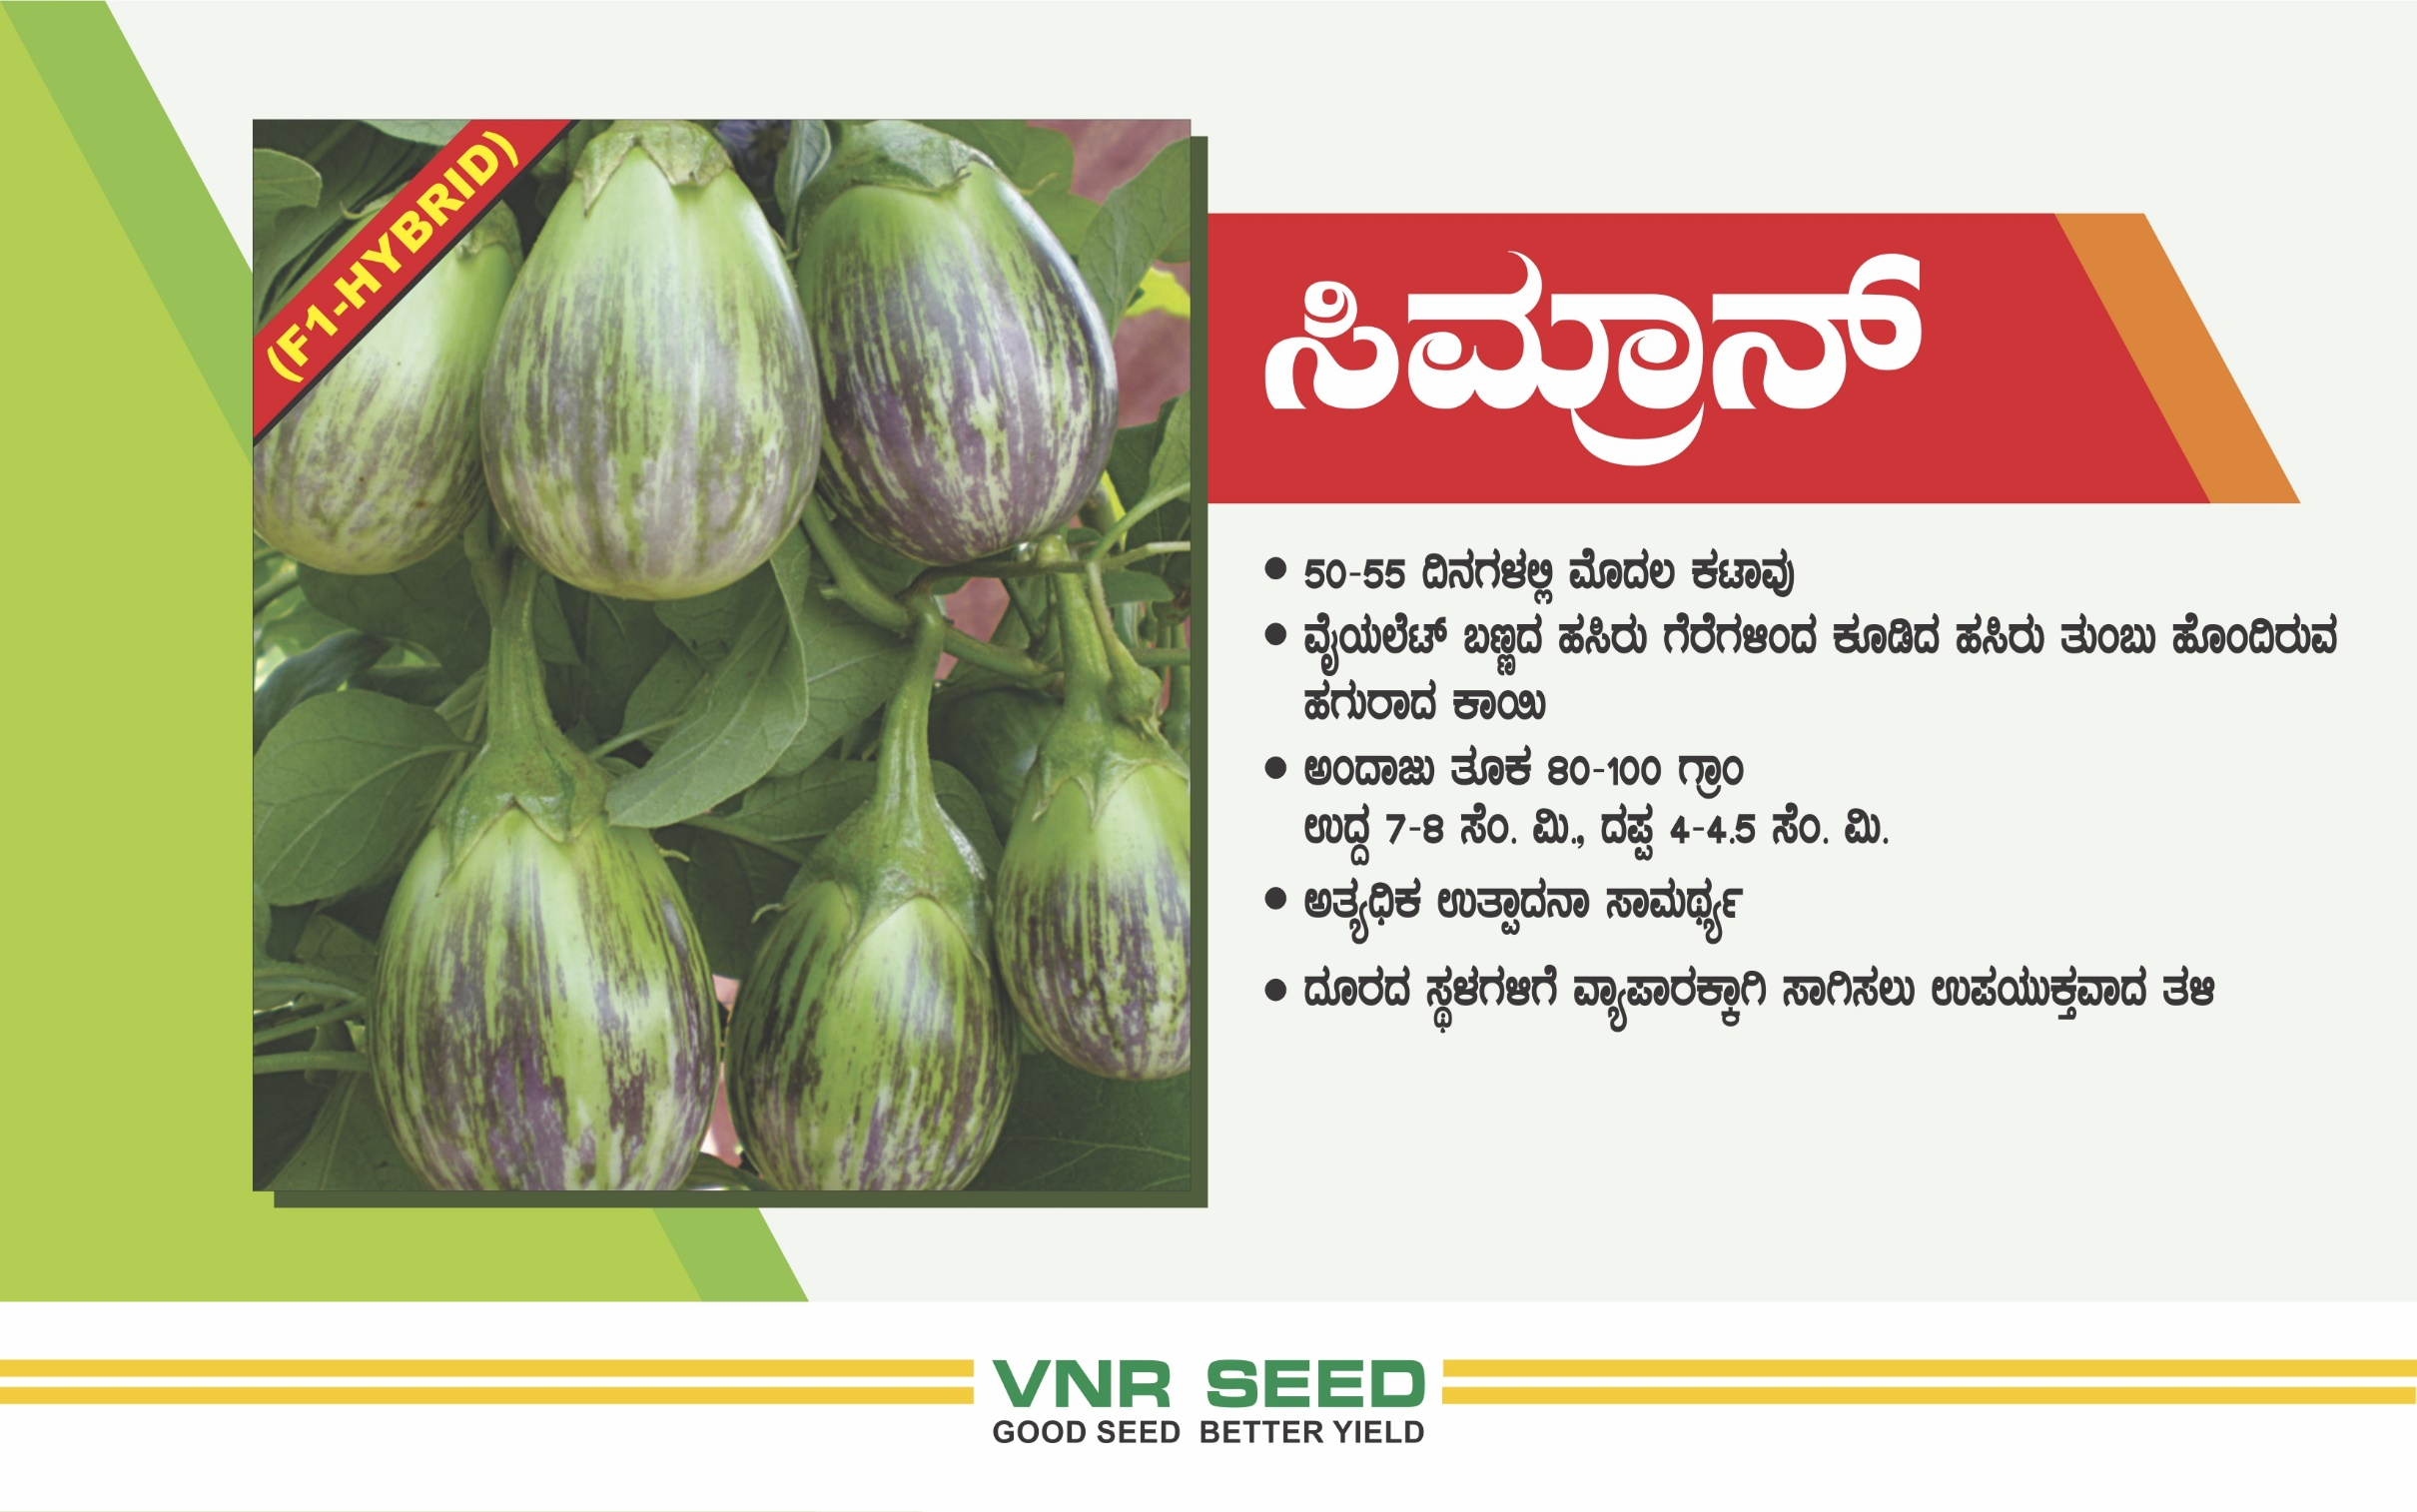 (F1-HYBRID)
ಸಿಮ್ರಾನ್
• 50-55 ದಿನಗಳಲ್ಲಿ ಮೊದಲ ಕಟಾವು
• ವೈಯಲೆಟ್ ಬಣ್ಣದ ಹಸಿರು ಗೆರೆಗಳಿಂದ ಕೂಡಿದ ಹಸಿರು ತುಂಬು ಹೊಂದಿರುವ
ಹಗುರಾದ ಕಾಯಿ
• ಅಂದಾಜು ತೂಕ 80-100 ಗ್ರಾಂ
ಉದ್ದ 7-8 ಸೆಂ. ಮಿ., ದಪ್ಪ 4-4.5 ಸೆಂ. ಮಿ.
• ಅತ್ಯಧಿಕ ಉತ್ಪಾದನಾ ಸಾಮರ್ಥ್ಯ
• ದೂರದ ಸ್ಥಳಗಳಿಗೆ ವ್ಯಾಪಾರಕ್ಕಾಗಿ ಸಾಗಿಸಲು ಉಪಯುಕ್ತವಾದ ತಳಿ
VNR SEED
GOOD SEED BETTER YIELD